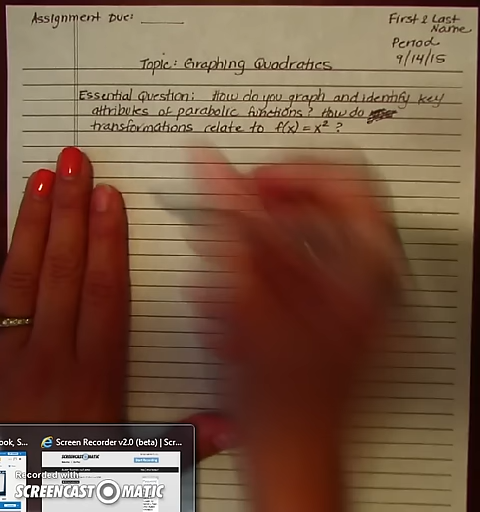 Assignment Due:
First & Last
Name
Period
9/14/15
Topic: Graphing Quadratics
Essential Question: How do you graph and identify key
attributes of parabolic functions? How do
transformations relate to f(x) = x² ?
ook, S...
Screen Recorder v2.0 (beta) | Scr...
Recorded with
SCREENCAST-O-MATIC